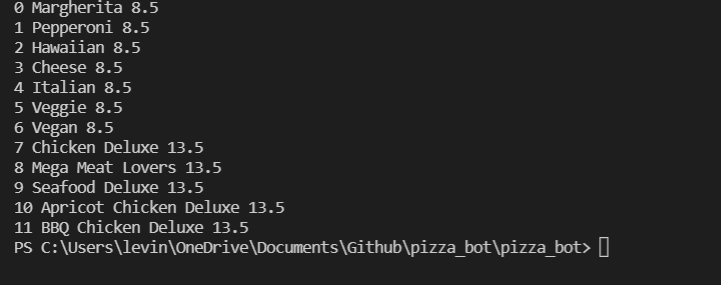 0 Margherita 8.5
1 Pepperoni 8.5
2 Hawaiian 8.5
3 Cheese 8.5
4 Italian 8.5
5 Veggie 8.5
6 Vegan 8.5
7 Chicken Deluxe 13.5
8 Mega Meat Lovers 13.5
9 Seafood Deluxe 13.5
10 Apricot Chicken Deluxe 13.5
11 BBQ Chicken Deluxe 13.5
PS C:\Users\levin\OneDrive\Documents\Github\pizza_bot\pizza_bot>